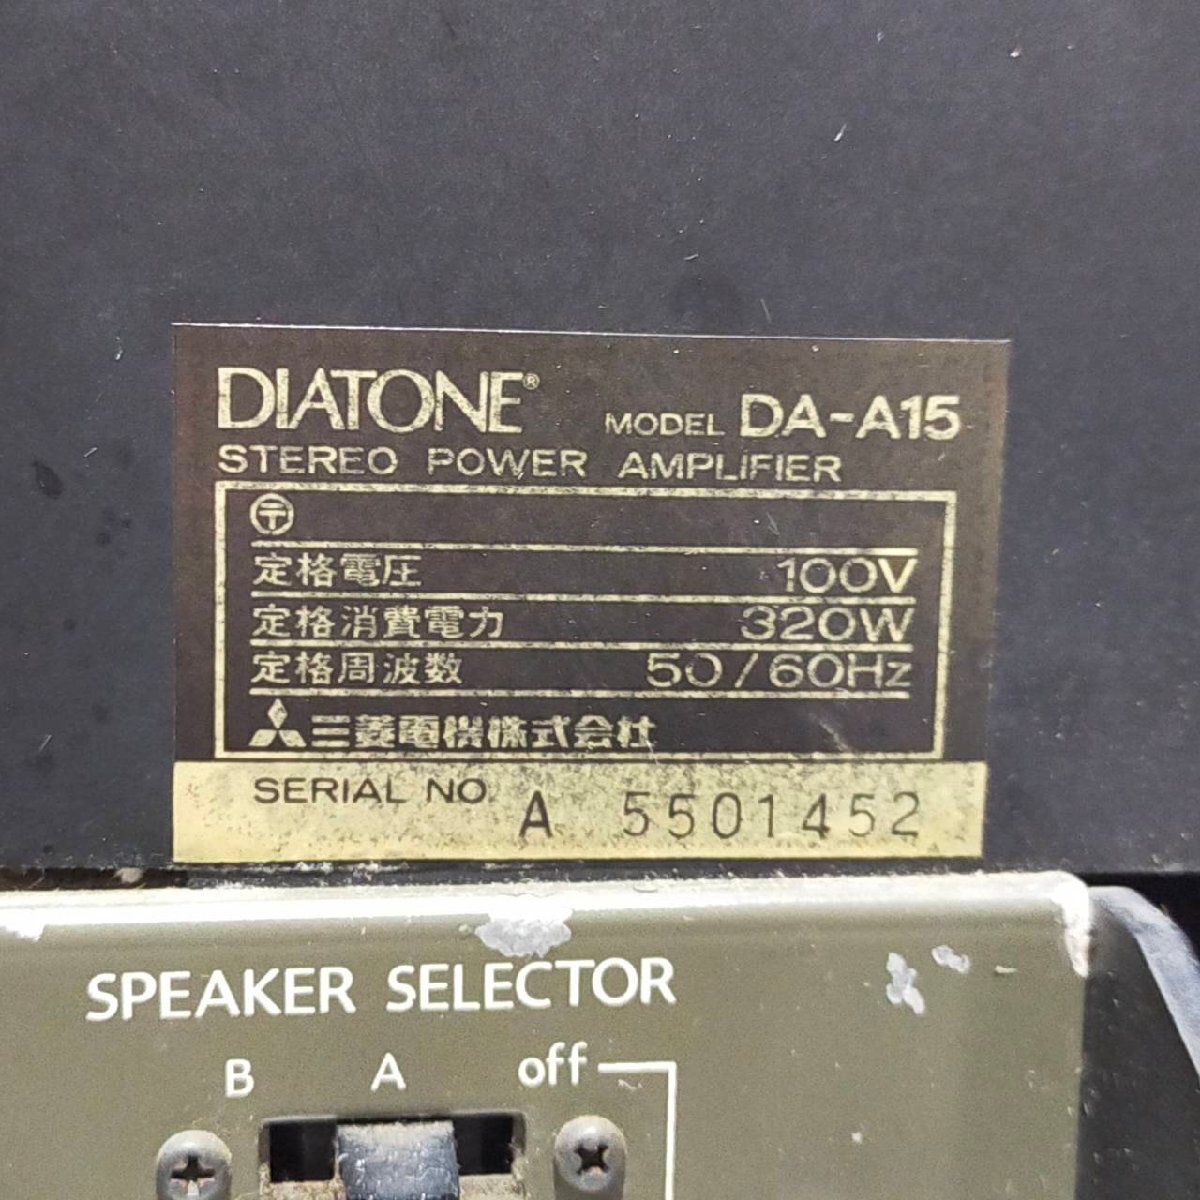 DIATONE® MODEL DA-A15
STEREO POWER AMPLIFIER
〒
定格電圧 100V
定格消費電力 320W
定格周波数 50/60Hz
三菱電機株式会社
SERIAL NO. A 5501452
SPEAKER SELECTOR
B A off